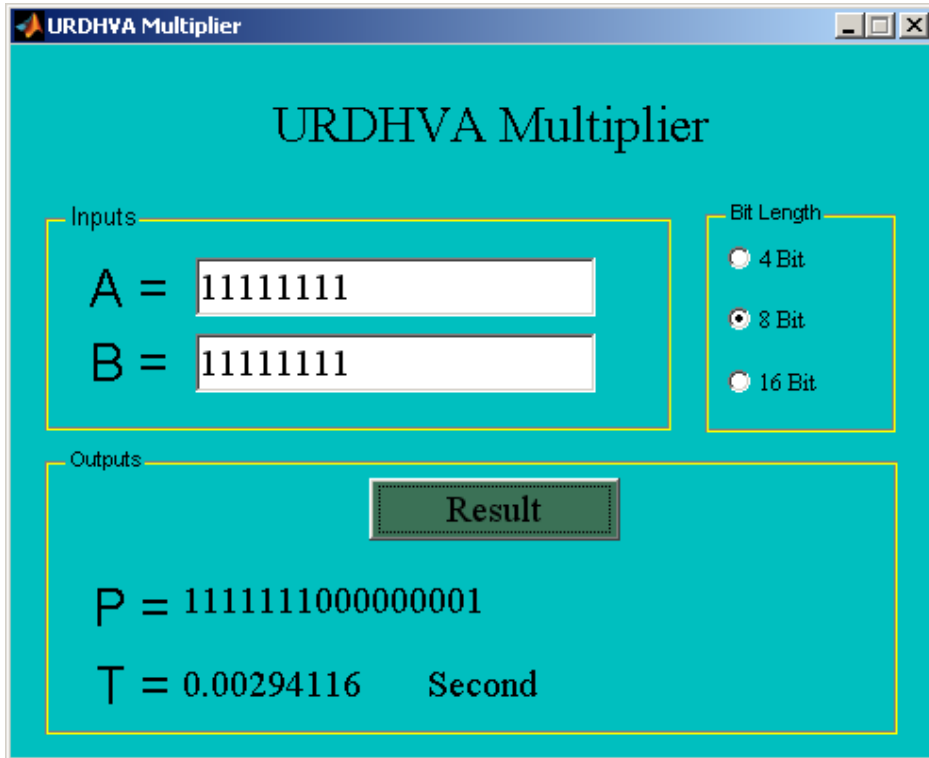 URDHVA Multiplier
URDHVA Multiplier
Inputs
A = 11111111
B = 11111111
Bit Length
4 Bit
8 Bit
16 Bit
Outputs
Result
P = 1111111000000001
T = 0.00294116 Second